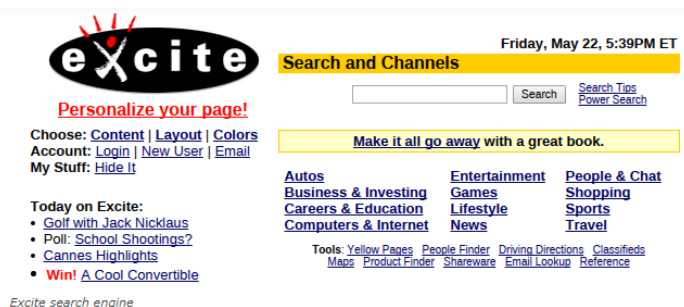 excite
Friday, May 22, 5:39PM ET
Search and Channels
Search
Search Tips
Power Search
Personalize your page!
Choose: Content | Layout | Colors
Account: Login | New User | Email
My Stuff: Hide It
Make it all go away with a great book.
Today on Excite:
• Golf with Jack Nicklaus
• Poll: School Shootings?
• Cannes Highlights
• Win! A Cool Convertible
Autos Entertainment People & Chat
Business & Investing Games Shopping
Careers & Education Lifestyle Sports
Computers & Internet News Travel
Tools: Yellow Pages People Finder Driving Directions Classifieds
Maps Product Finder Shareware Email Lookup Reference
Excite search engine